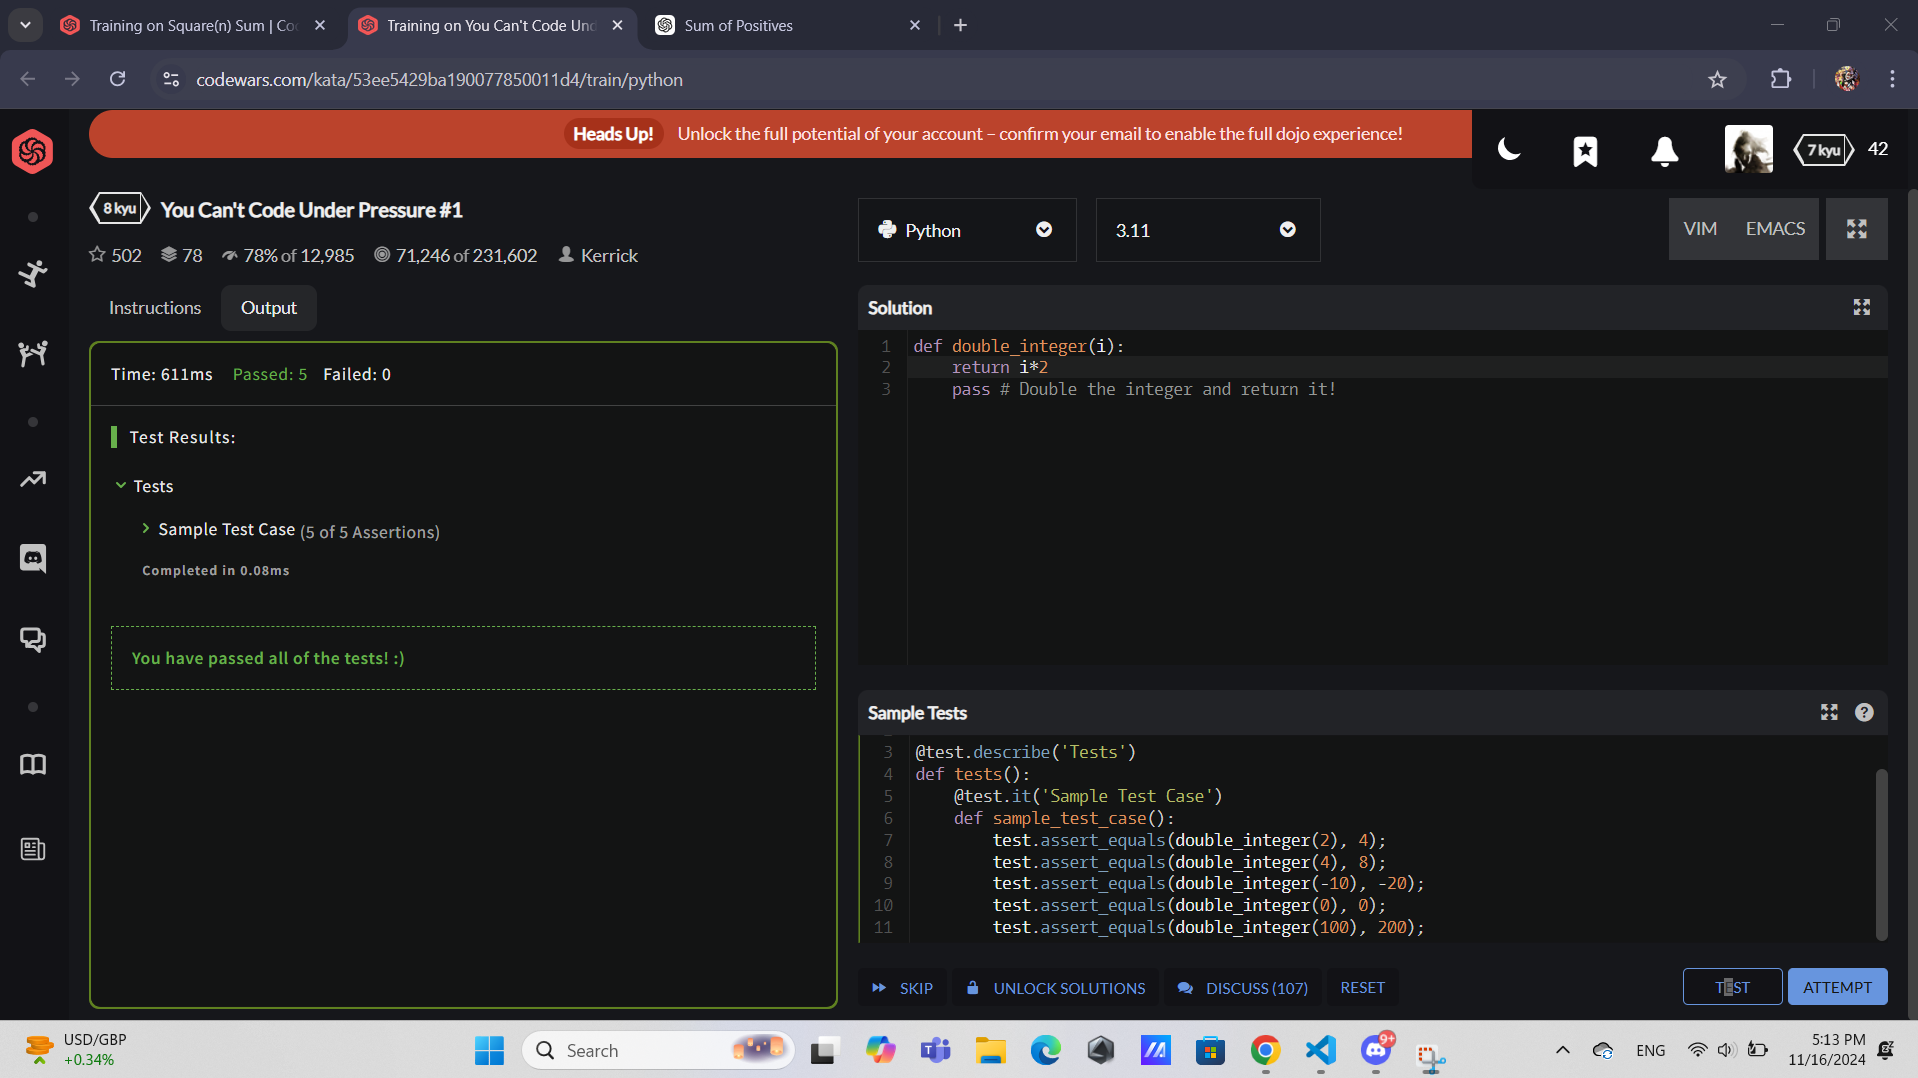 Training on Square(n) Sum | Co
Training on You Can't Code Und
Sum of Positives
codewars.com/kata/53ee5429ba190077850011d4/train/python
Heads Up! Unlock the full potential of your account – confirm your email to enable the full dojo experience!
7 kyu 42
8 kyu You Can't Code Under Pressure #1
502 78 78% of 12,985 71,246 of 231,602 Kerrick
Python
3.11
VIM EMACS
Instructions Output
Time: 611ms Passed: 5 Failed: 0
Test Results:
Tests
Sample Test Case (5 of 5 Assertions)
Completed in 0.08ms
You have passed all of the tests! :)
Solution
1 def double_integer(i):
2 return i*2
3 pass # Double the integer and return it!
Sample Tests
3 @test.describe('Tests')
4 def tests():
5 @test.it('Sample Test Case')
6 def sample_test_case():
7 test.assert_equals(double_integer(2), 4);
8 test.assert_equals(double_integer(4), 8);
9 test.assert_equals(double_integer(-10), -20);
10 test.assert_equals(double_integer(0), 0);
11 test.assert_equals(double_integer(100), 200);
SKIP UNLOCK SOLUTIONS DISCUSS (107) RESET TEST ATTEMPT
USD/GBP
+0.34%
Search
9+
ENG
5:13 PM
11/16/2024